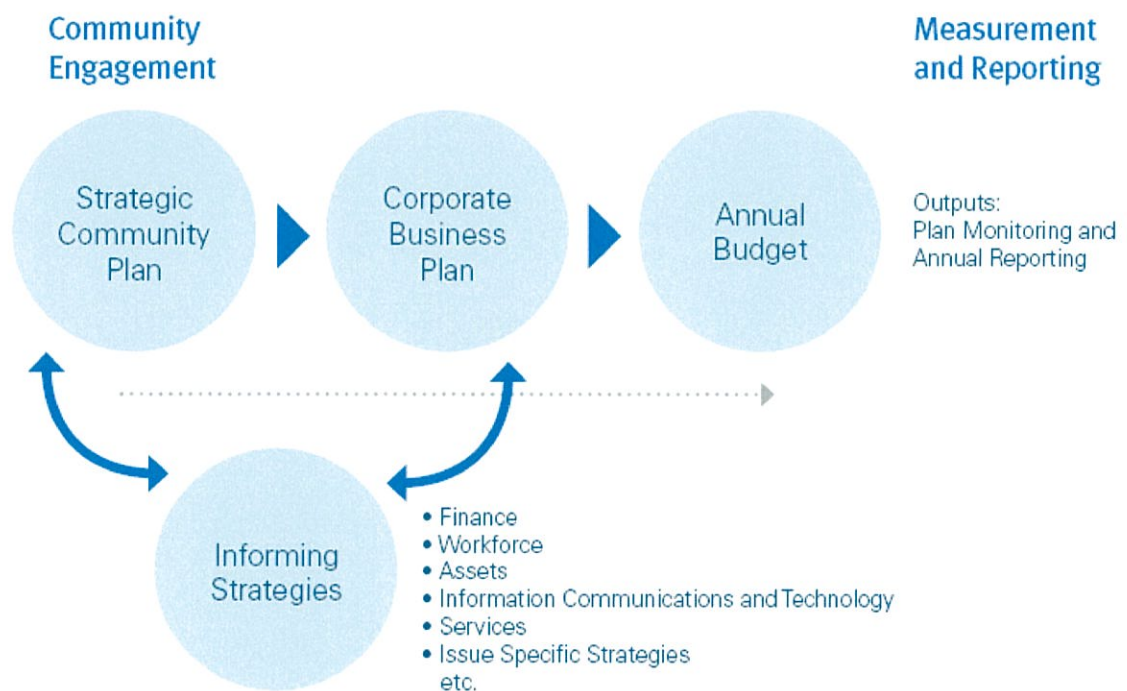 Community
Engagement
Measurement
and Reporting
Strategic
Community
Plan
Corporate
Business
Plan
Annual
Budget
Outputs:
Plan Monitoring and
Annual Reporting
Informing
Strategies
• Finance
• Workforce
• Assets
• Information Communications and Technology
• Services
• Issue Specific Strategies
etc.